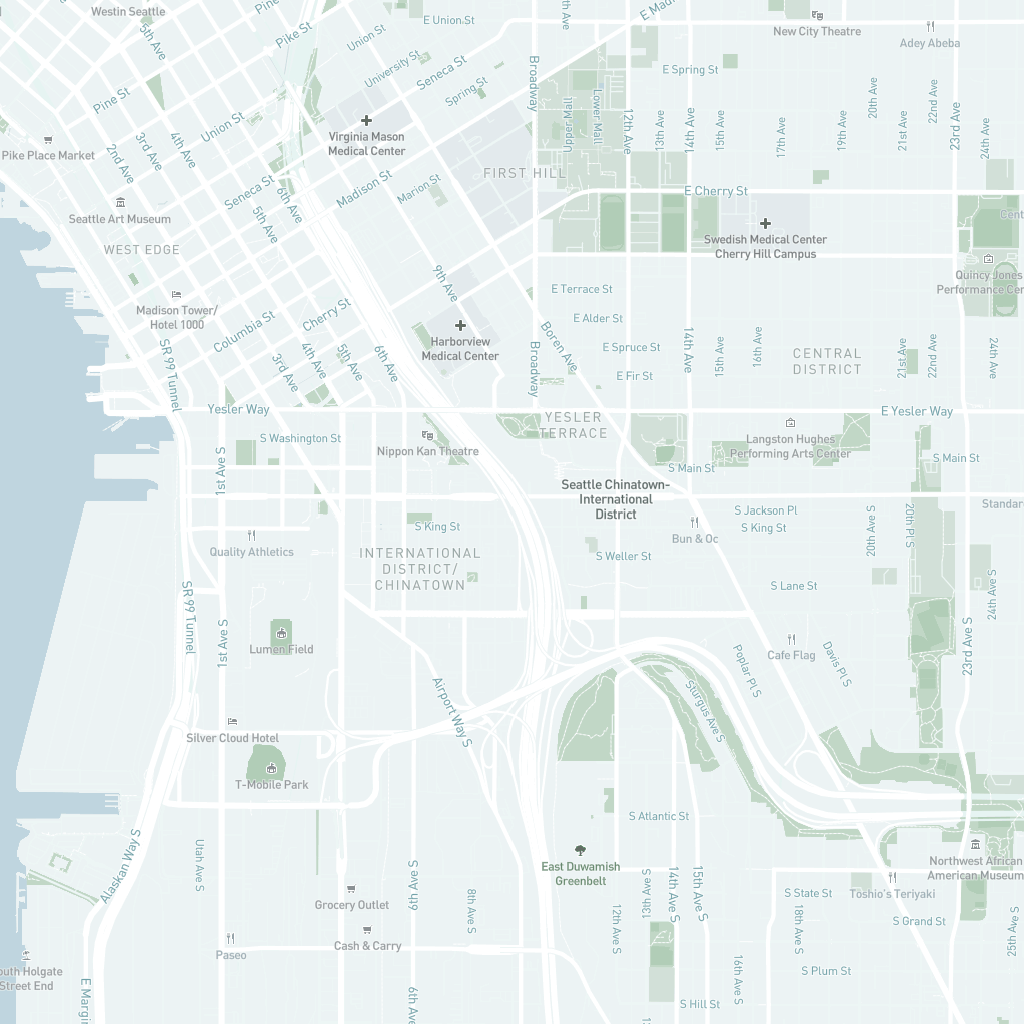 Westin Seattle
5th Ave
Pine
Pike St
E Union St
Union St
University St
Seneca St
Spring St
Broadway
E Spring St
New City Theatre
Adey Abeba
Pine St
Union St
3rd Ave
4th Ave
2nd Ave
Pike Place Market
Virginia Mason
Medical Center
Upper Mall
Lower Mall
12th Ave
13th Ave
14th Ave
15th Ave
17th Ave
19th Ave
20th Ave
21st Ave
22nd Ave
23rd Ave
24th Ave
FIRST HILL
Madison St
Marion St
Seneca St
6th Ave
5th Ave
E Cherry St
Seattle Art Museum
WEST EDGE
Swedish Medical Center
Cherry Hill Campus
Quincy Jones
Performance Cen
Madison Tower/
Hotel 1000
9th Ave
E Terrace St
E Alder St
Columbia St
Cherry St
Harborview
Medical Center
Boren Ave
Broadway
E Spruce St
E Fir St
14th Ave
15th Ave
16th Ave
CENTRAL
DISTRICT
21st Ave
22nd Ave
24th Ave
SR 99 Tunnel
3rd Ave
4th Ave
5th Ave
6th Ave
Yesler Way
E Yesler Way
YESLER
TERRACE
S Washington St
Nippon Kan Theatre
Langston Hughes
Performing Arts Center
1st Ave S
S Main St
S Main St
Seattle Chinatown-
International
District
S Jackson Pl
S King St
Standard
S King St
Bun & Oc
20th Ave S
20th Pl S
Quality Athletics
INTERNATIONAL
DISTRICT/
CHINATOWN
S Weller St
S Lane St
24th Ave S
SR 99 Tunnel
1st Ave S
Lumen Field
Cafe Flag
23rd Ave S
Poplar Pl S
Davis Pl S
Airport Way S
Sturgus Ave S
Silver Cloud Hotel
T-Mobile Park
S Atlantic St
Alaskan Way S
Utah Ave S
East Duwamish
Greenbelt
Northwest African
American Museum
Toshio's Teriyaki
Grocery Outlet
6th Ave S
8th Ave S
12th Ave S
13th Ave S
14th Ave S
15th Ave S
S State St
S Grand St
18th Ave S
25th Ave S
Paseo
Cash & Carry
outh Holgate
Street End
S Plum St
16th Ave S
E Margin
6th Ave
S Hill St